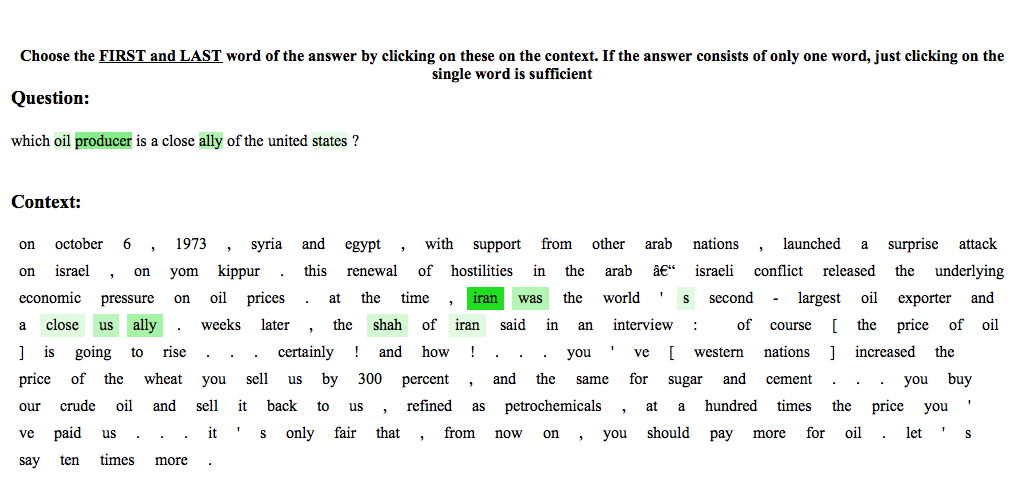 Choose the FIRST and LAST word of the answer by clicking on these on the context. If the answer consists of only one word, just clicking on the
single word is sufficient
Question:
which oil producer is a close ally of the united states ?
Context:
on october 6 , 1973 , syria and egypt , with support from other arab nations , launched a surprise attack
on israel , on yom kippur . this renewal of hostilities in the arab â€“ israeli conflict released the underlying
economic pressure on oil prices . at the time , iran was the world ' s second - largest oil exporter and
a close us ally . weeks later , the shah of iran said in an interview : of course [ the price of oil
] is going to rise . . . certainly ! and how ! . . . you ' ve [ western nations ] increased the
price of the wheat you sell us by 300 percent , and the same for sugar and cement . . . you buy
our crude oil and sell it back to us , refined as petrochemicals , at a hundred times the price you '
ve paid us . . . it ' s only fair that , from now on , you should pay more for oil . let ' s
say ten times more .